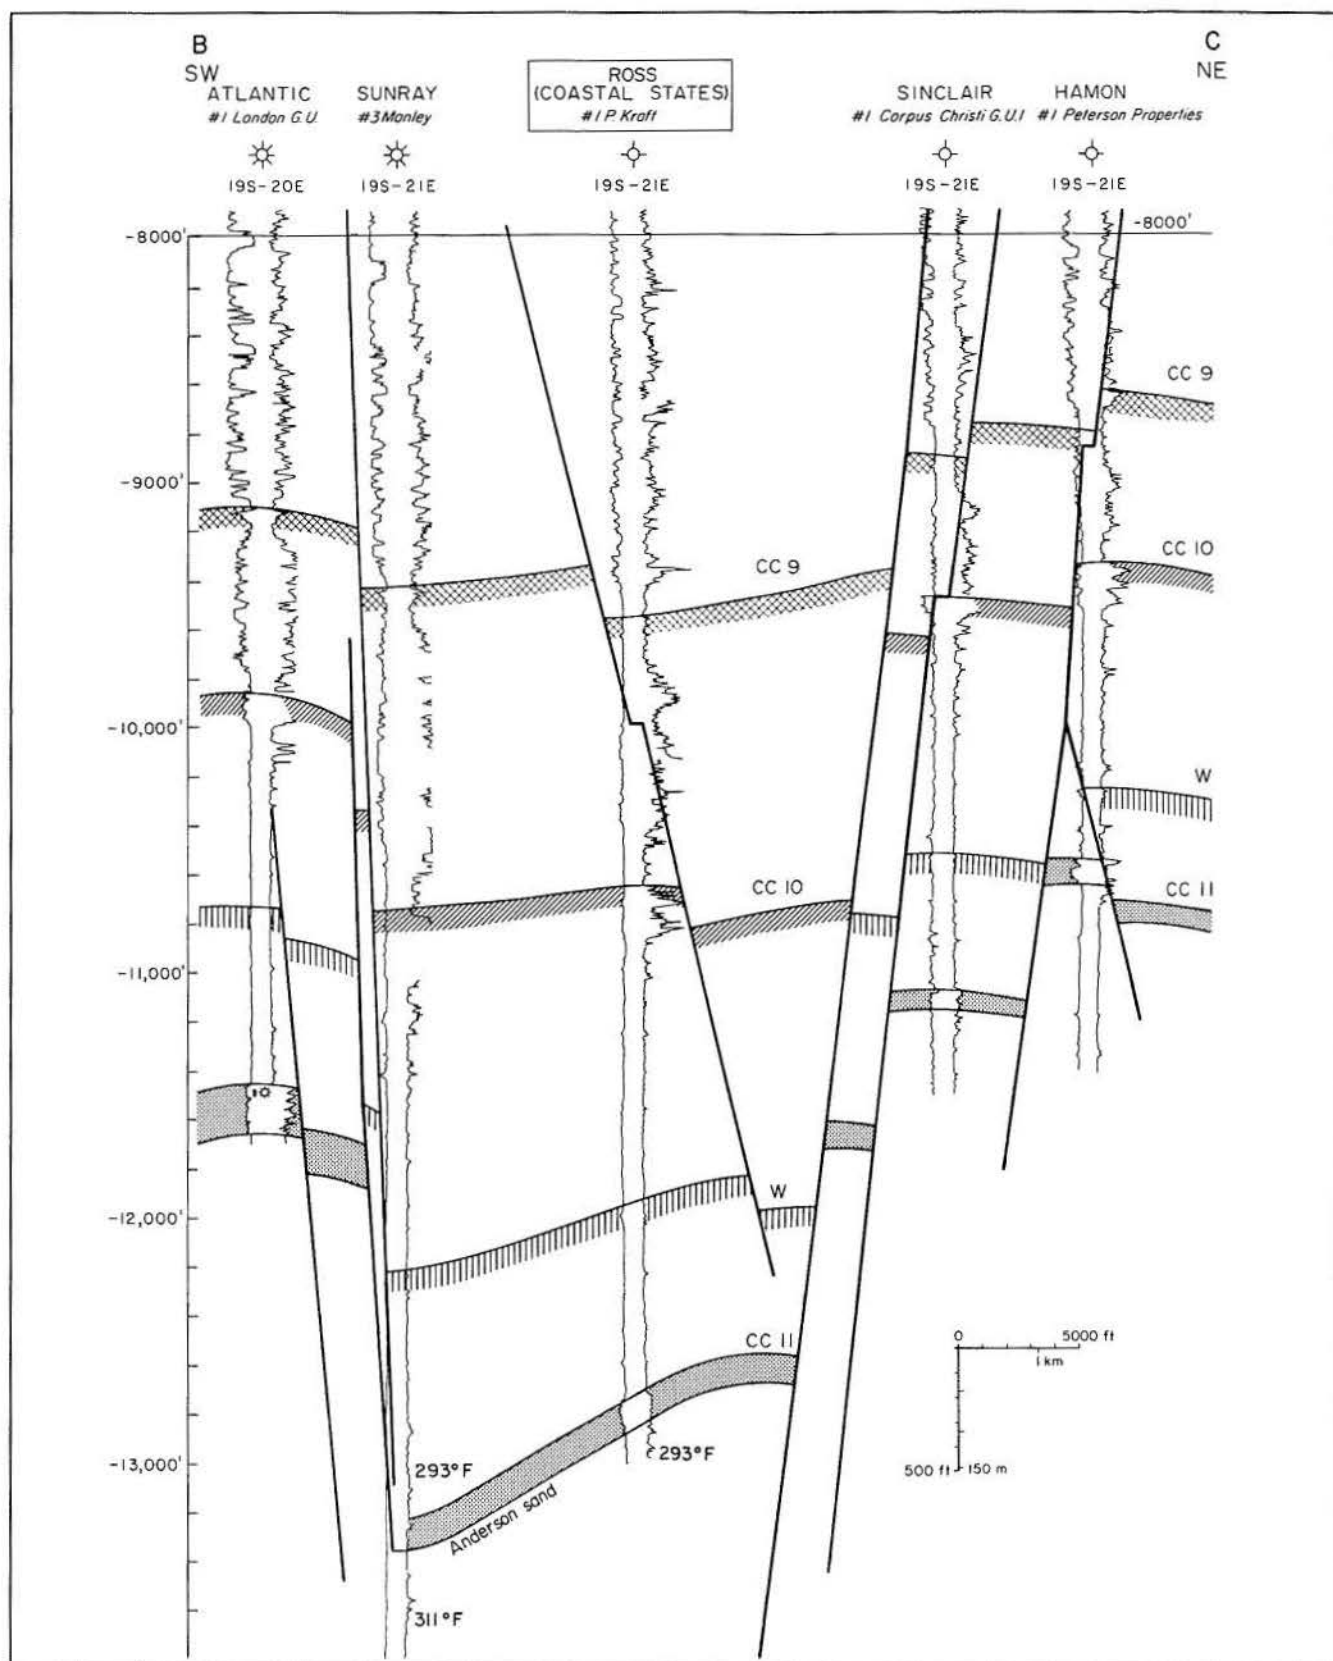 B
SW
C
NE
ATLANTIC
#1 London G.U.
19S-20E
SUNRAY
#3 Manley
19S-21E
ROSS
(COASTAL STATES)
#1 P. Kraft
19S-21E
SINCLAIR
#1 Corpus Christi G.U.1
19S-21E
HAMON
#1 Peterson Properties
19S-21E
-8000'
-8000'
CC 9
-9000'
CC 10
CC 9
-10,000'
W
CC 10
CC 11
-11,000'
W
-12,000'
CC 11
0 5000 ft
1 km
293°F
-13,000'
293°F
500 ft 150 m
Anderson sand
311°F